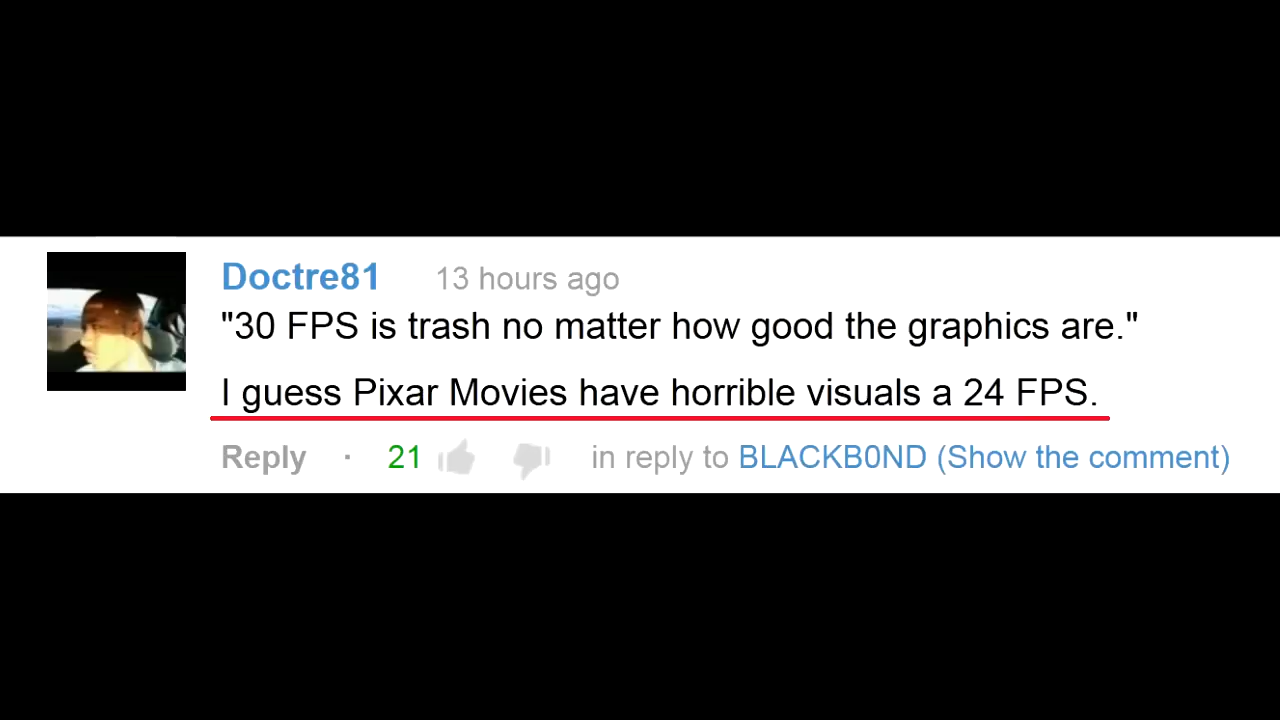 Doctre81 13 hours ago
"30 FPS is trash no matter how good the graphics are."
I guess Pixar Movies have horrible visuals a 24 FPS.
Reply · 21 in reply to BLACKB0ND (Show the comment)